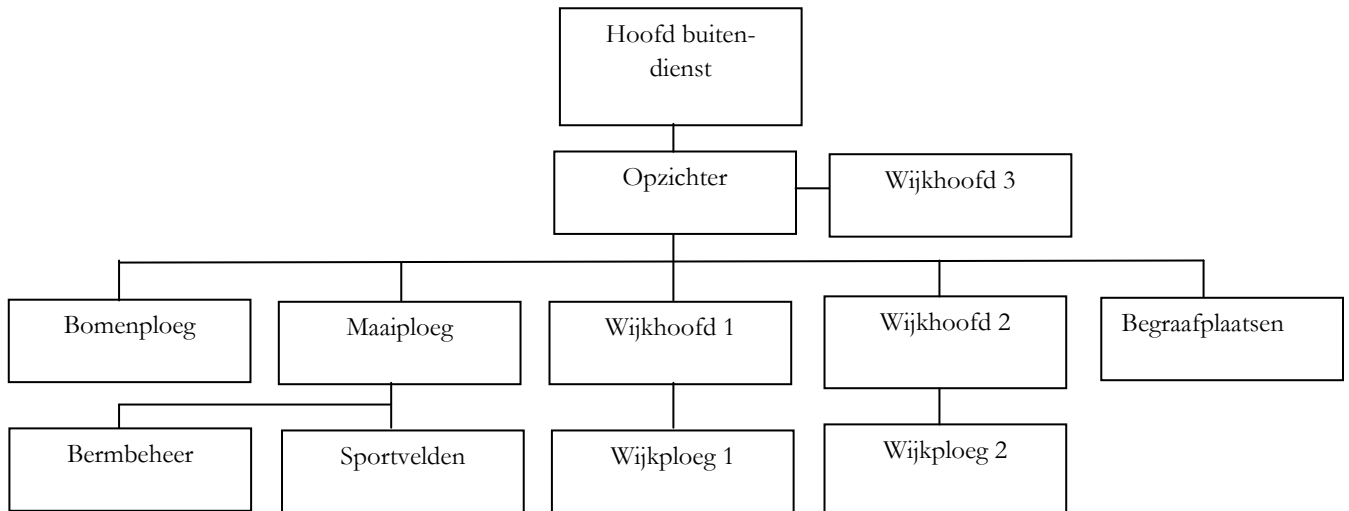 Hoofd buiten-
dienst
Opzichter
Wijkhoofd 3
Bomenploeg
Maaiploeg
Wijkhoofd 1
Wijkhoofd 2
Begraafplaatsen
Bermbeheer
Sportvelden
Wijkploeg 1
Wijkploeg 2